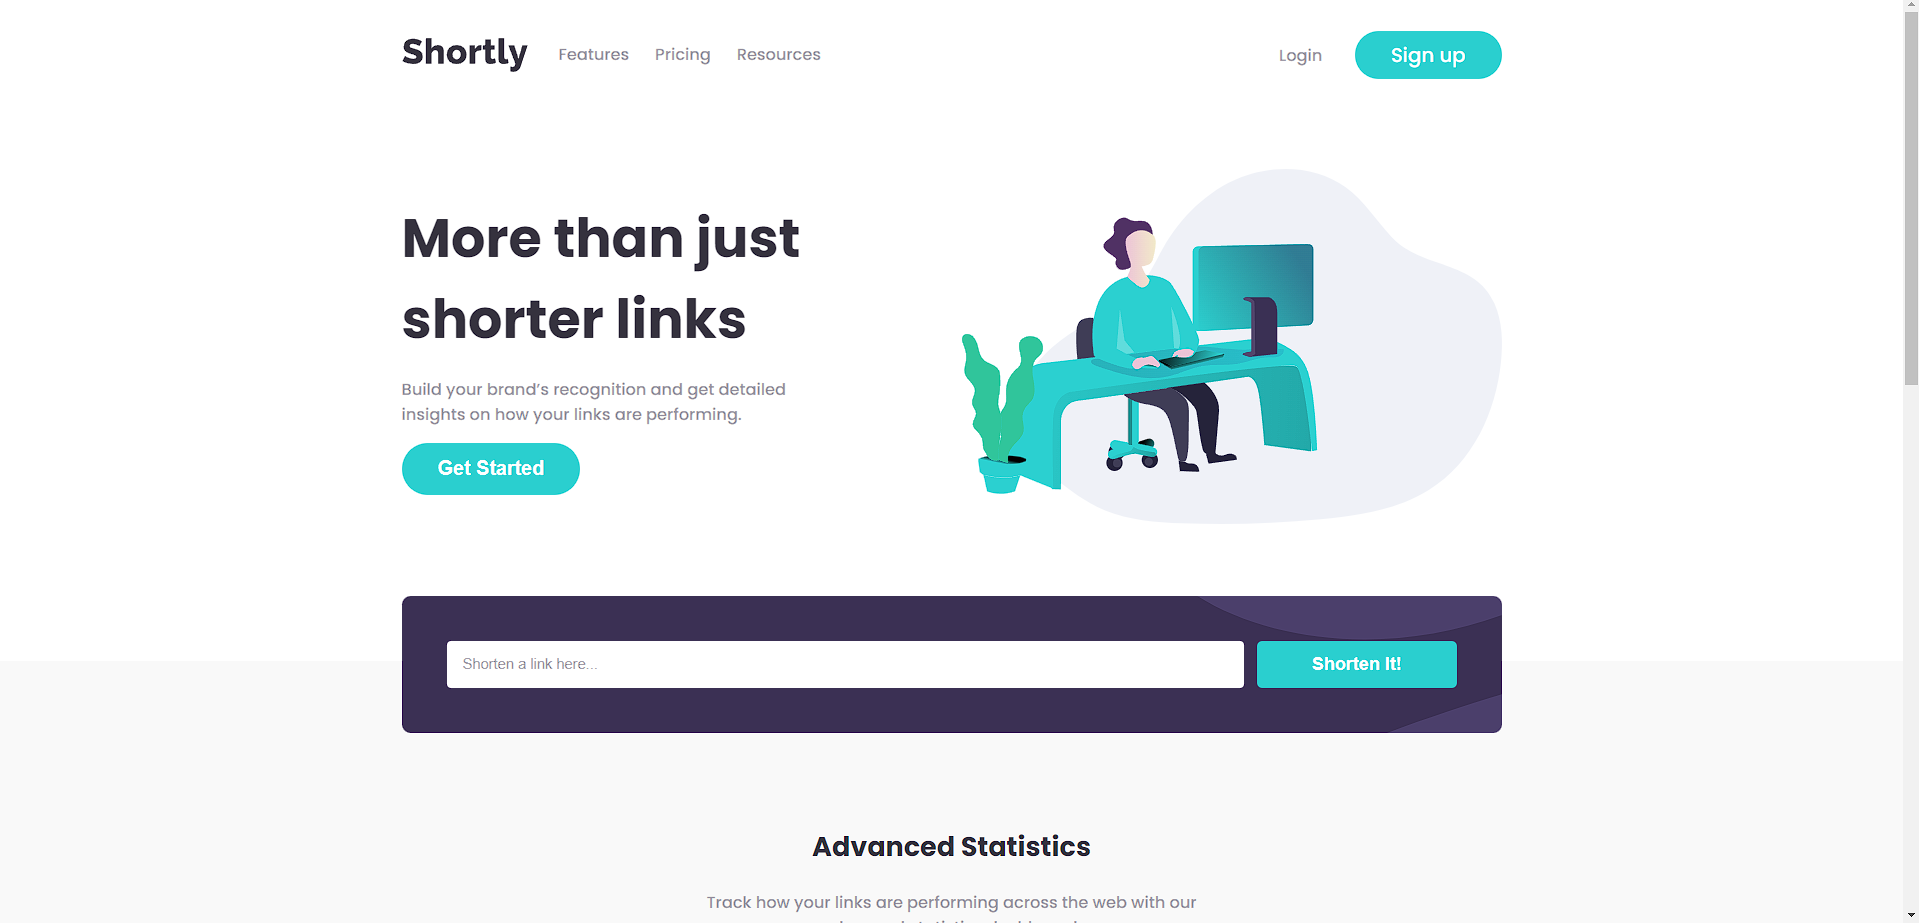 Shortly
Features
Pricing
Resources
Login
Sign up
More than just
shorter links
Build your brand’s recognition and get detailed
insights on how your links are performing.
Get Started
Shorten a link here...
Shorten It!
Advanced Statistics
Track how your links are performing across the web with our